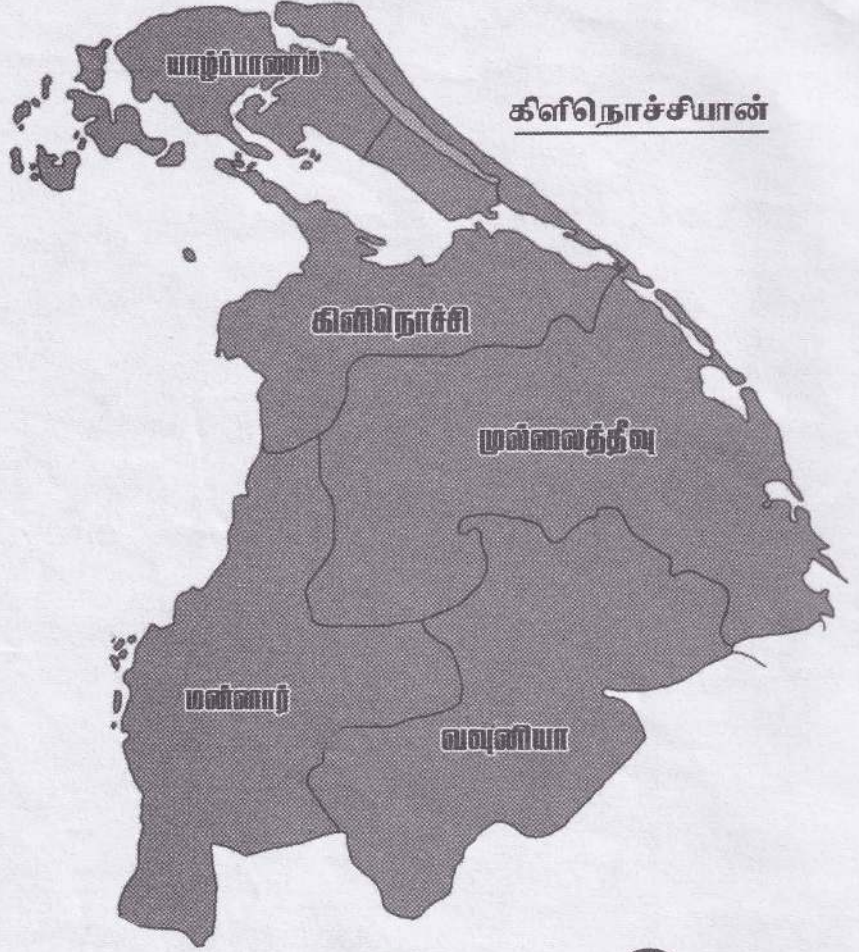 யாழ்ப்பாணம்
கிளிநொச்சியான்
கிளிநொச்சி
முல்லைத்தீவு
மன்னார்
வவுனியா